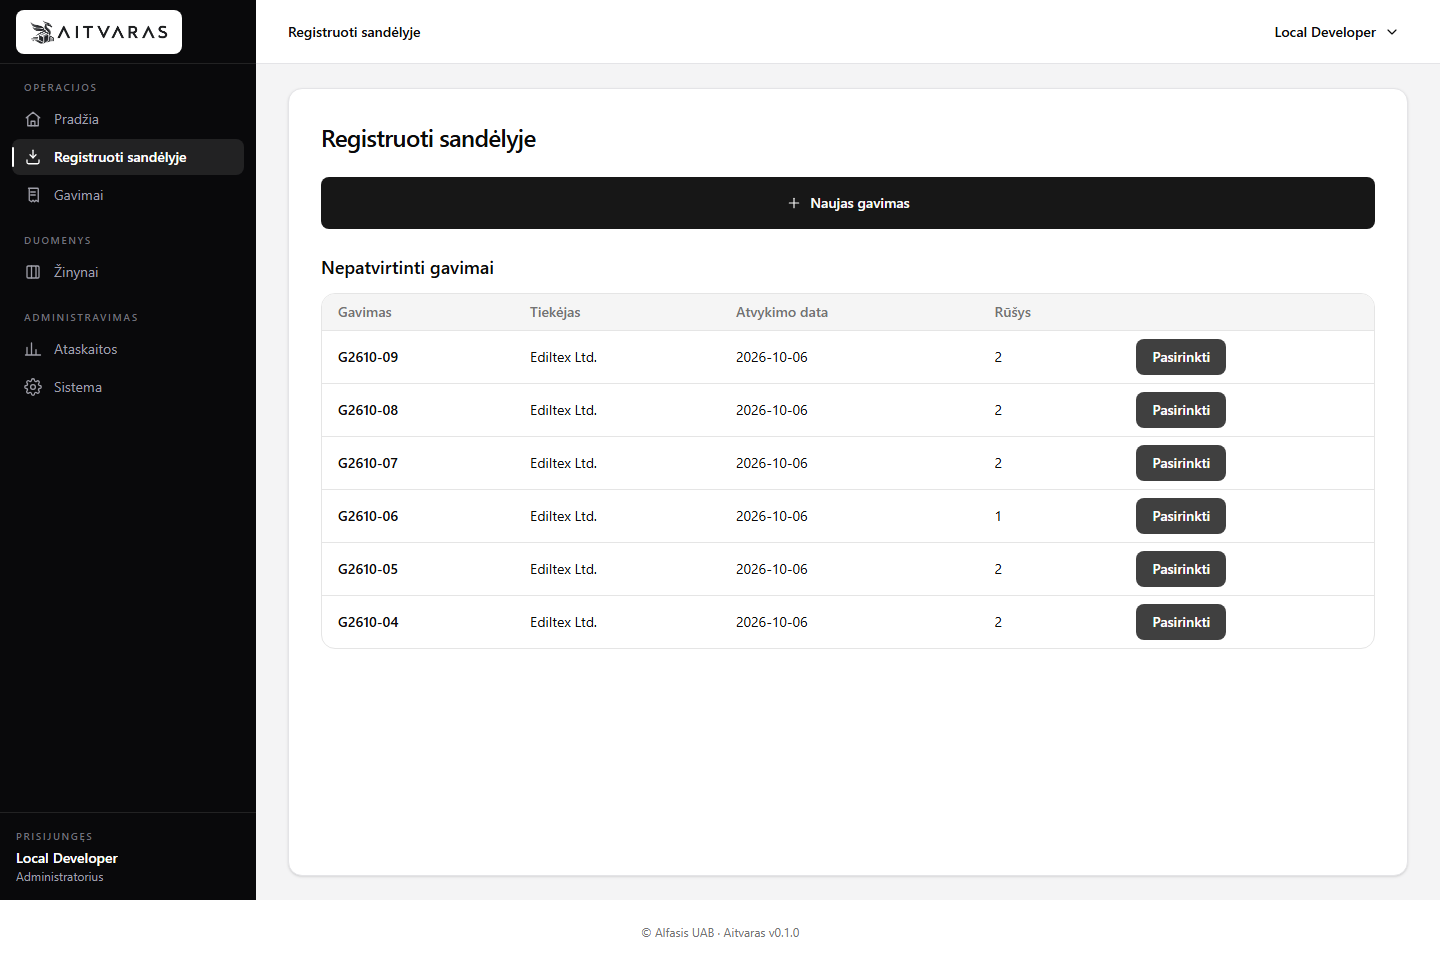 AITVARAS
Registruoti sandėlyje
Local Developer
OPERACIJOS
Pradžia
Registruoti sandėlyje
Gavimai
DUOMENYS
Žinynai
ADMINISTRAVIMAS
Ataskaitos
Sistema
PRISIJUNGĘS
Local Developer
Administratorius
Registruoti sandėlyje
+ Naujas gavimas
Nepatvirtinti gavimai
Gavimas Tiekėjas Atvykimo data Rūšys
G2610-09 Ediltex Ltd. 2026-10-06 2 Pasirinkti
G2610-08 Ediltex Ltd. 2026-10-06 2 Pasirinkti
G2610-07 Ediltex Ltd. 2026-10-06 2 Pasirinkti
G2610-06 Ediltex Ltd. 2026-10-06 1 Pasirinkti
G2610-05 Ediltex Ltd. 2026-10-06 2 Pasirinkti
G2610-04 Ediltex Ltd. 2026-10-06 2 Pasirinkti
© Alfasis UAB · Aitvaras v0.1.0